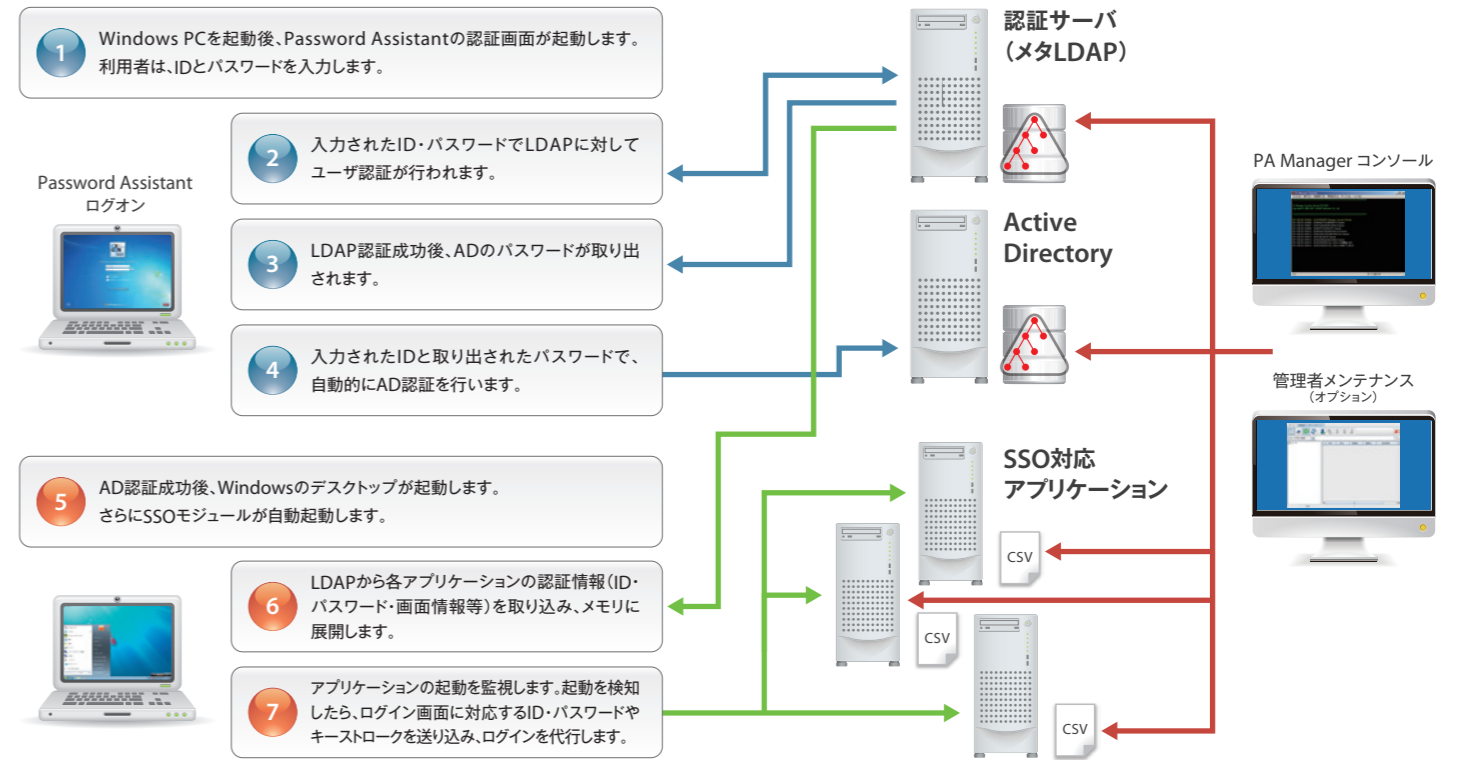 1
Windows PCを起動後、Password Assistantの認証画面が起動します。
利用者は、IDとパスワードを入力します。
2
入力されたID・パスワードでLDAPに対して
ユーザ認証が行われます。
Password Assistant
ログオン
3
LDAP認証成功後、ADのパスワードが取り出
されます。
4
入力されたIDと取り出されたパスワードで、
自動的にAD認証を行います。
5
AD認証成功後、Windowsのデスクトップが起動します。
さらにSSOモジュールが自動起動します。
6
LDAPから各アプリケーションの認証情報（ID・
パスワード・画面情報等）を取り込み、メモリに
展開します。
7
アプリケーションの起動を監視します。起動を検知
したら、ログイン画面に対応するID・パスワードや
キーストロークを送り込み、ログインを代行します。
認証サーバ
（メタLDAP）
Active
Directory
SSO対応
アプリケーション
CSV
CSV
CSV
PA Manager コンソール
管理者メンテナンス
（オプション）